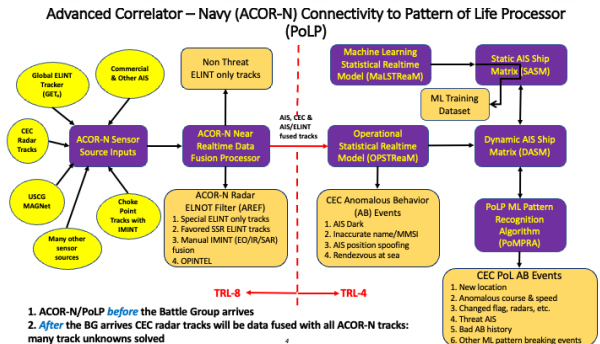 Advanced Correlator – Navy (ACOR-N) Connectivity to Pattern of Life Processor
(PoLP)
Global ELINT
Tracker
(GETₛ)
Commercial
& Other AIS
Non Threat
ELINT only tracks
Machine Learning
Statistical Realtime
Model (MaLSTReaM)
Static AIS Ship
Matrix (SASM)
ML Training
Dataset
CEC
Radar
Tracks
ACOR-N Sensor
Source Inputs
ACOR-N Near
Realtime Data
Fusion Processor
AIS, CEC &
AIS/ELINT
fused tracks
Operational
Statistical Realtime
Model (OPSTReaM)
Dynamic AIS Ship
Matrix (DASM)
USCG
MAGNet
Many other
sensor
sources
Choke
Point
Tracks with
IMINT
ACOR-N Radar
ELNOT Filter (AREF)
1. Special ELINT only tracks
2. Favored SSR ELINT tracks
3. Manual IMINT (EO/IR/SAR)
fusion
4. OPINTEL
CEC Anomalous Behavior
(AB) Events
1. AIS Dark
2. Inaccurate name/MMSI
3. AIS position spoofing
4. Rendezvous at sea
PoLP ML Pattern
Recognition
Algorithm
(PoMPRA)
CEC PoL AB Events
1. New location
2. Anomalous course & speed
3. Changed flag, radars, etc.
4. Threat AIS
5. Bad AB history
6. Other ML pattern breaking events
TRL-8
TRL-4
1. ACOR-N/PoLP before the Battle Group arrives
2. After the BG arrives CEC radar tracks will be data fused with all ACOR-N tracks:
many track unknowns solved
4